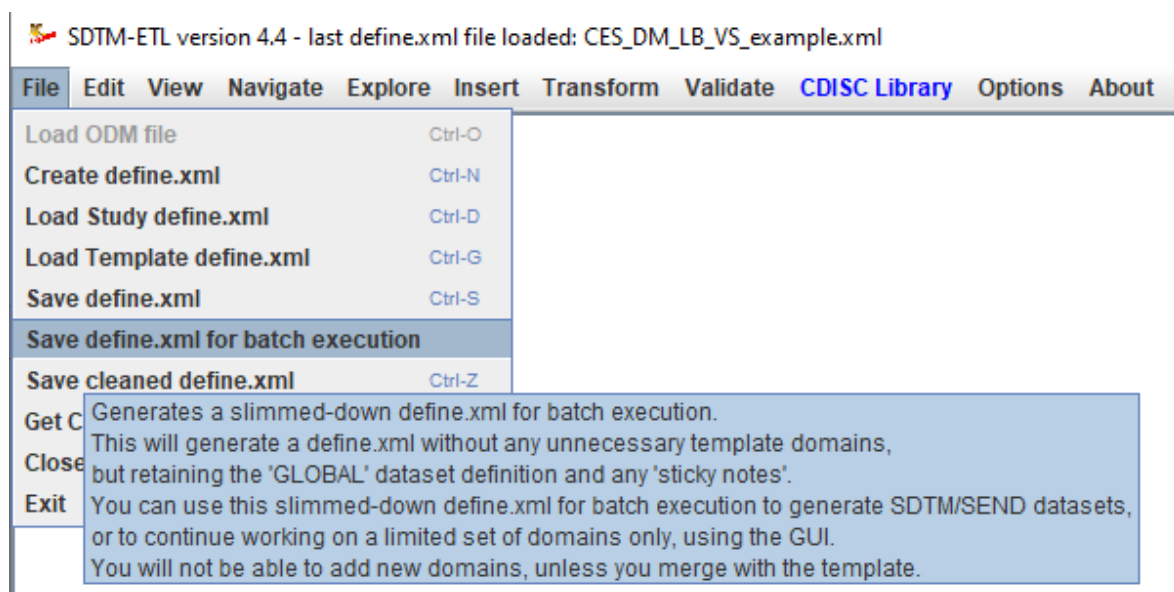 SDTM-ETL version 4.4 - last define.xml file loaded: CES_DM_LB_VS_example.xml
File Edit View Navigate Explore Insert Transform Validate CDISC Library Options About
Load ODM file Ctrl-O
Create define.xml Ctrl-N
Load Study define.xml Ctrl-D
Load Template define.xml Ctrl-G
Save define.xml Ctrl-S
Save define.xml for batch execution
Save cleaned define.xml Ctrl-Z
Get C
Close
Exit
Generates a slimmed-down define.xml for batch execution.
This will generate a define.xml without any unnecessary template domains,
but retaining the 'GLOBAL' dataset definition and any 'sticky notes'.
You can use this slimmed-down define.xml for batch execution to generate SDTM/SEND datasets,
or to continue working on a limited set of domains only, using the GUI.
You will not be able to add new domains, unless you merge with the template.